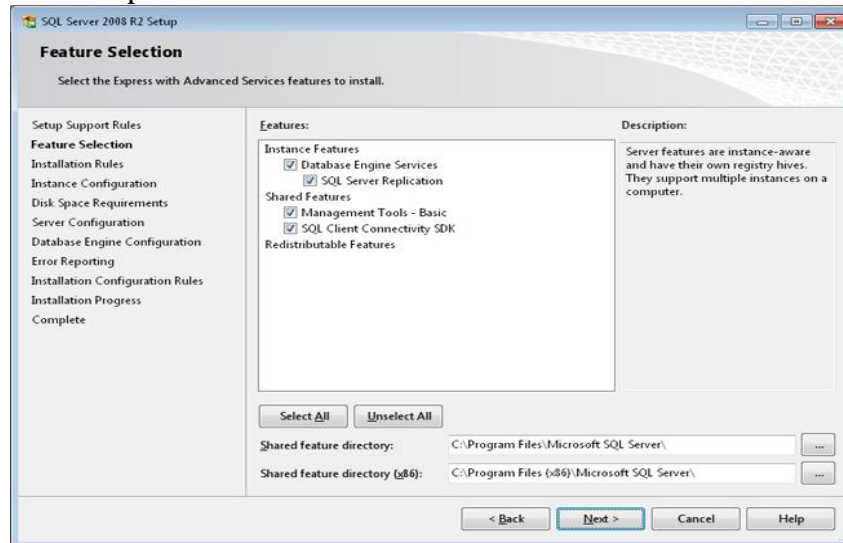 SQL Server 2008 R2 Setup
Feature Selection
Select the Express with Advanced Services features to install.
Setup Support Rules
Feature Selection
Installation Rules
Instance Configuration
Disk Space Requirements
Server Configuration
Database Engine Configuration
Error Reporting
Installation Configuration Rules
Installation Progress
Complete
Features:
Instance Features
Database Engine Services
SQL Server Replication
Shared Features
Management Tools - Basic
SQL Client Connectivity SDK
Redistributable Features
Description:
Server features are instance-aware
and have their own registry hives.
They support multiple instances on a
computer.
Select All
Unselect All
Shared feature directory:
C:\Program Files\Microsoft SQL Server\
...
Shared feature directory (x86):
C:\Program Files (x86)\Microsoft SQL Server\
...
< Back
Next >
Cancel
Help